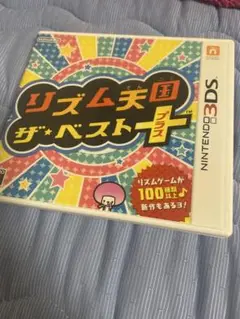 リズム天国
ザ・ベスト+
プラス
リズムゲームが
100種類以上♪
新作もあるヨ!
NINTENDO 3DS